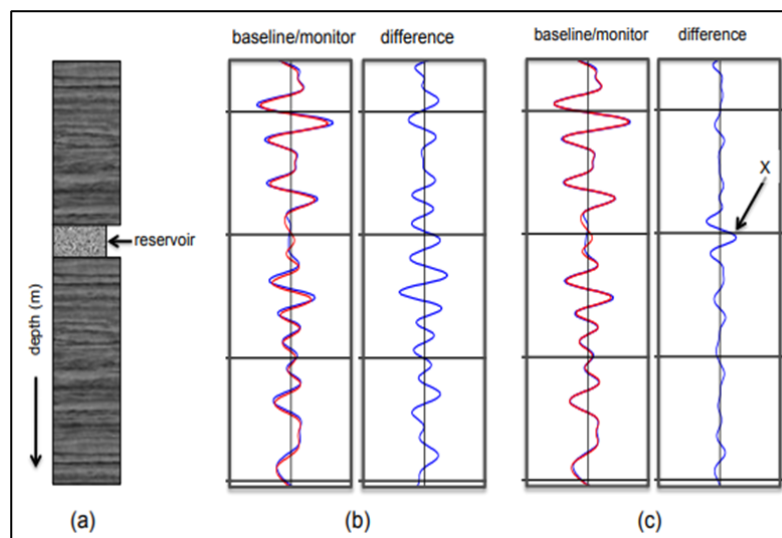 baseline/monitor difference
baseline/monitor difference
X
reservoir
depth (m)
(a)
(b)
(c)